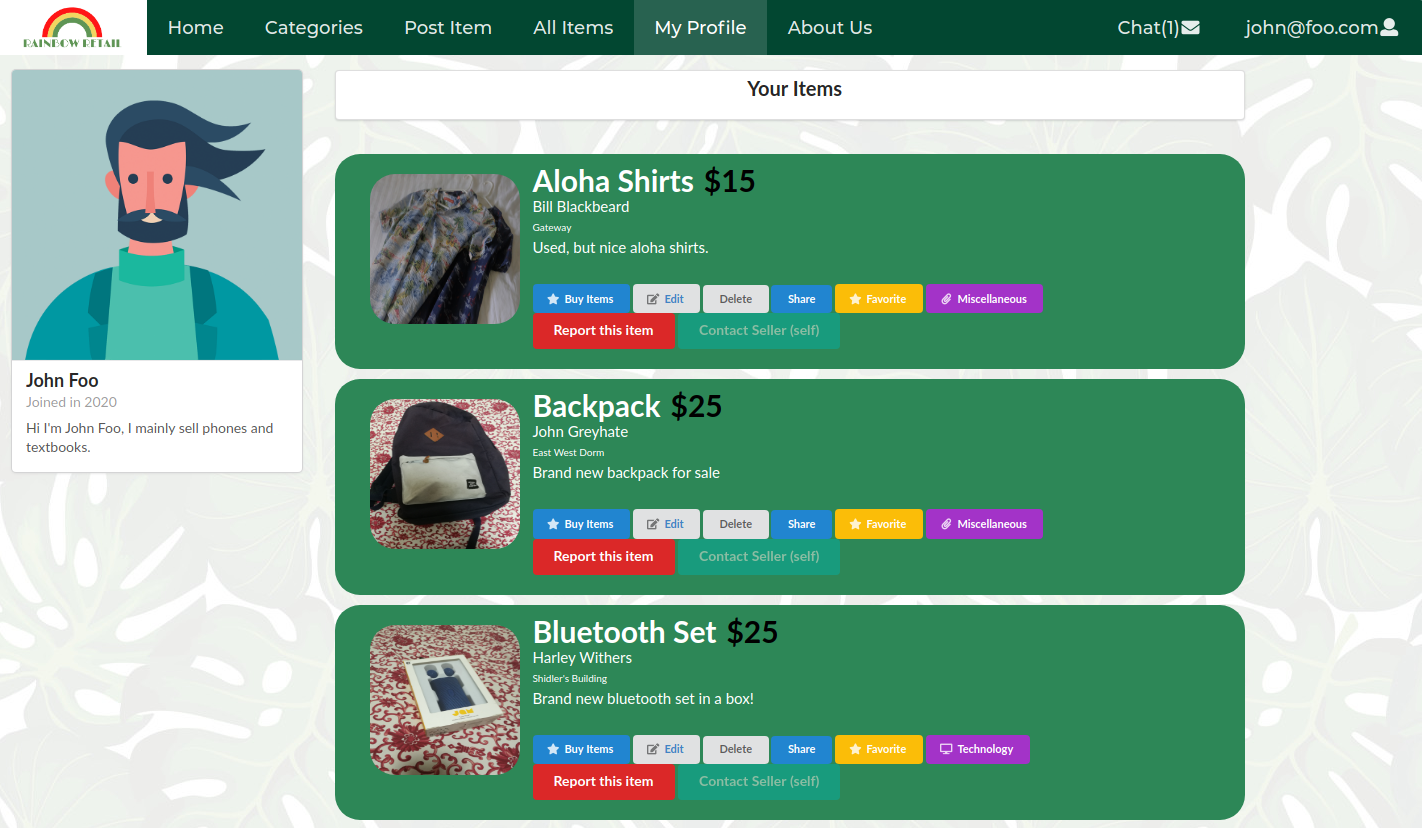 RAINBOW RETAIL
Home Categories Post Item All Items My Profile About Us Chat(1) john@foo.com
John Foo
Joined in 2020
Hi I'm John Foo, I mainly sell phones and
textbooks.
Your Items
Aloha Shirts $15
Bill Blackbeard
Gateway
Used, but nice aloha shirts.
Buy Items Edit Delete Share Favorite Miscellaneous
Report this item Contact Seller (self)
Backpack $25
John Greyhate
East West Dorm
Brand new backpack for sale
Buy Items Edit Delete Share Favorite Miscellaneous
Report this item Contact Seller (self)
Bluetooth Set $25
Harley Withers
Shidler's Building
Brand new bluetooth set in a box!
Buy Items Edit Delete Share Favorite Technology
Report this item Contact Seller (self)